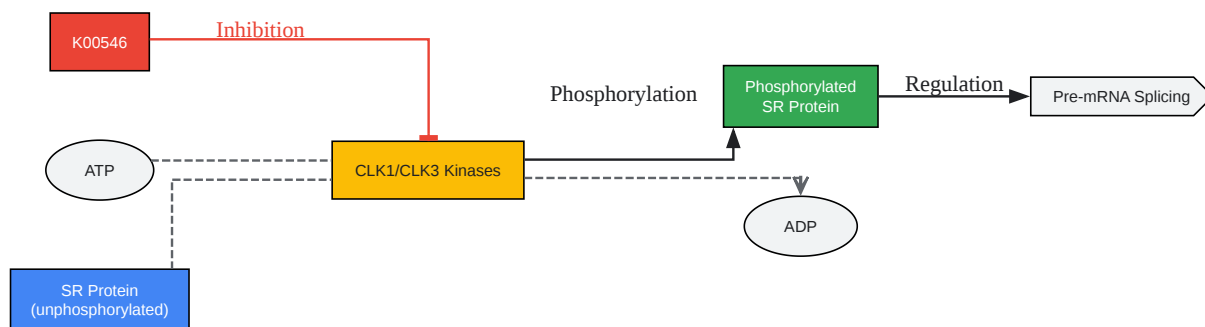 K00546
Inhibition
Phosphorylation
Phosphorylated
SR Protein
Regulation
Pre-mRNA Splicing
ATP
CLK1/CLK3 Kinases
ADP
SR Protein
(unphosphorylated)